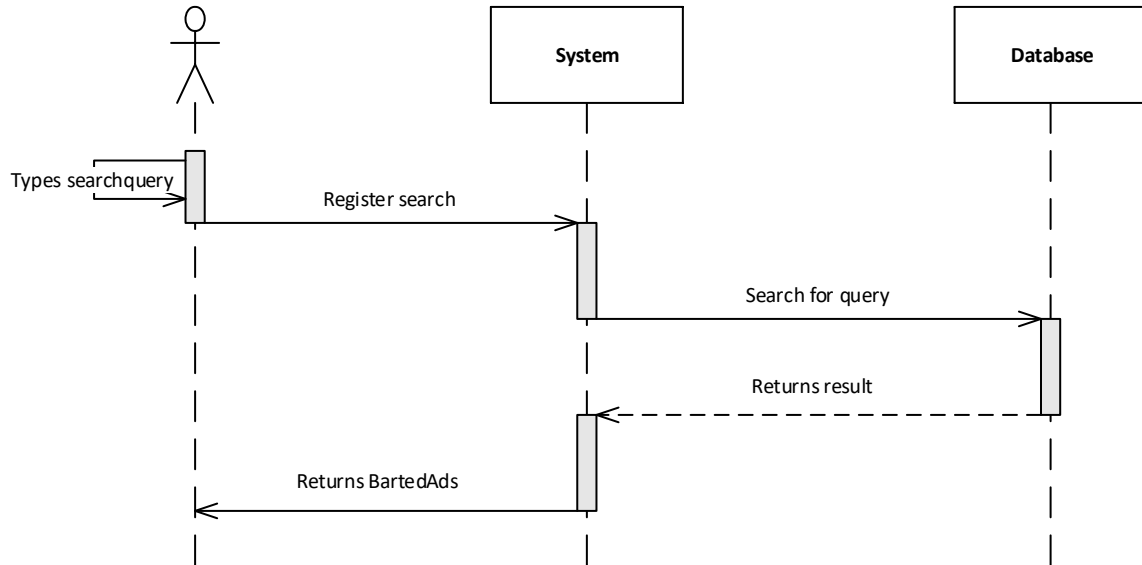 System
Database
Types searchquery
Register search
Search for query
Returns result
Returns BartedAds